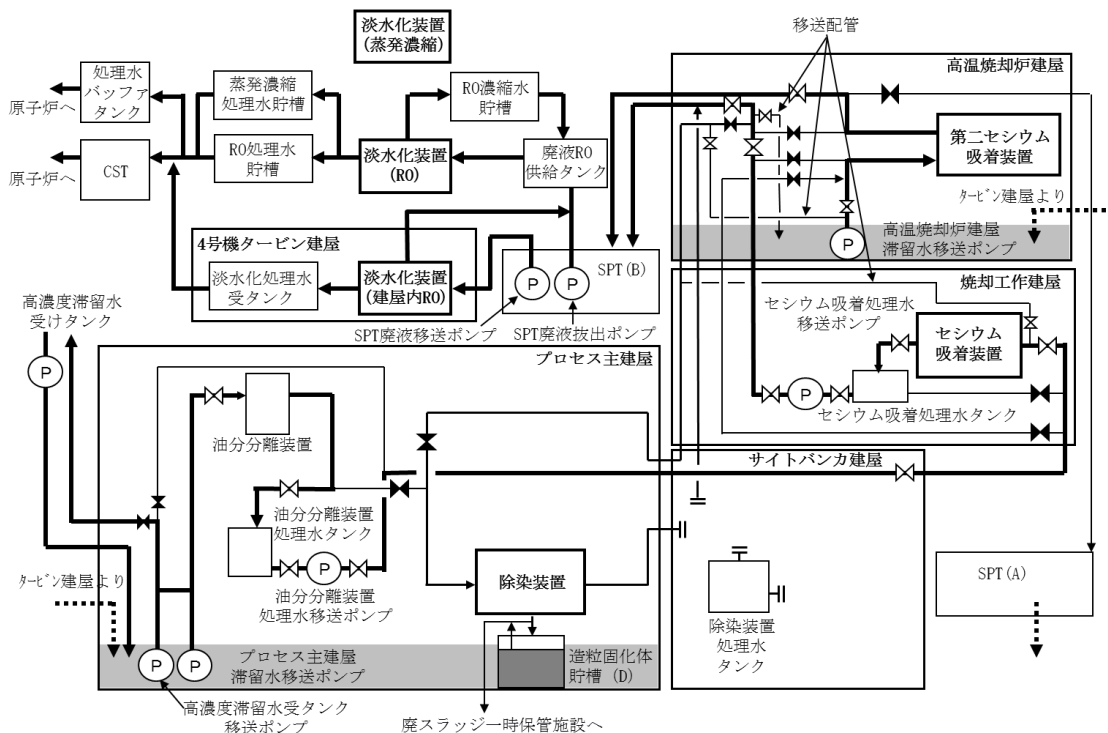 淡水化装置
(蒸発濃縮)
移送配管
高温焼却炉建屋
処理水
バッファ
タンク
原子炉へ
蒸発濃縮
処理水貯槽
RO濃縮水
貯槽
第二セシウム
吸着装置
CST
原子炉へ
RO処理水
貯槽
淡水化装置
(RO)
廃液RO
供給タンク
タービン建屋より
高温焼却炉建屋
滞留水移送ポンプ
P
4号機タービン建屋
淡水化処理水
受タンク
淡水化装置
(建屋内RO)
P
P
SPT(B)
SPT廃液移送ポンプ
SPT廃液抜出ポンプ
焼却工作建屋
セシウム吸着処理水
移送ポンプ
セシウム
吸着装置
P
セシウム吸着処理水タンク
高濃度滞留水
受けタンク
P
プロセス主建屋
油分分離装置
サイトバンカ建屋
油分分離装置
処理水タンク
P
油分分離装置
処理水移送ポンプ
除染装置
SPT(A)
タービン建屋より
除染装置
処理水
タンク
P
P
プロセス主建屋
滞留水移送ポンプ
造粒固化体
貯槽(D)
高濃度滞留水受タンク
移送ポンプ
廃スラッジ一時保管施設へ